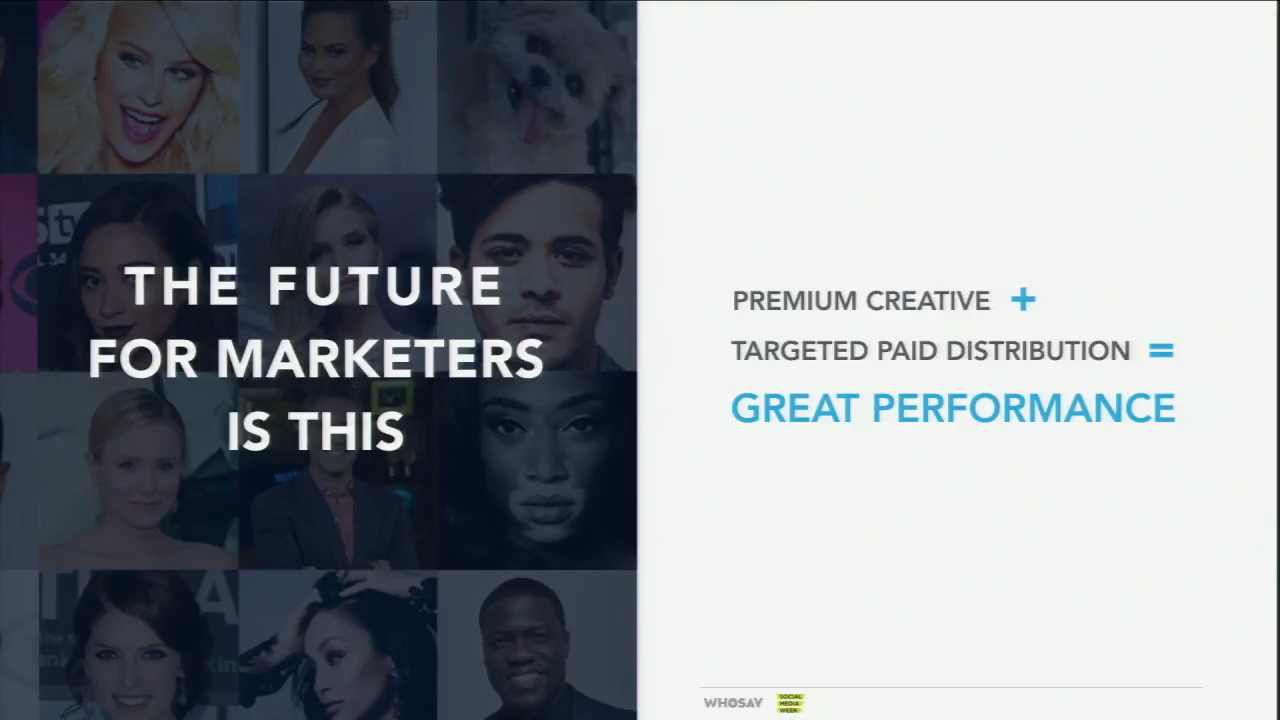 THE FUTURE
FOR MARKETERS
IS THIS
PREMIUM CREATIVE +
TARGETED PAID DISTRIBUTION =
GREAT PERFORMANCE
WHOSAY
SOCIAL
MEDIA
WEEK